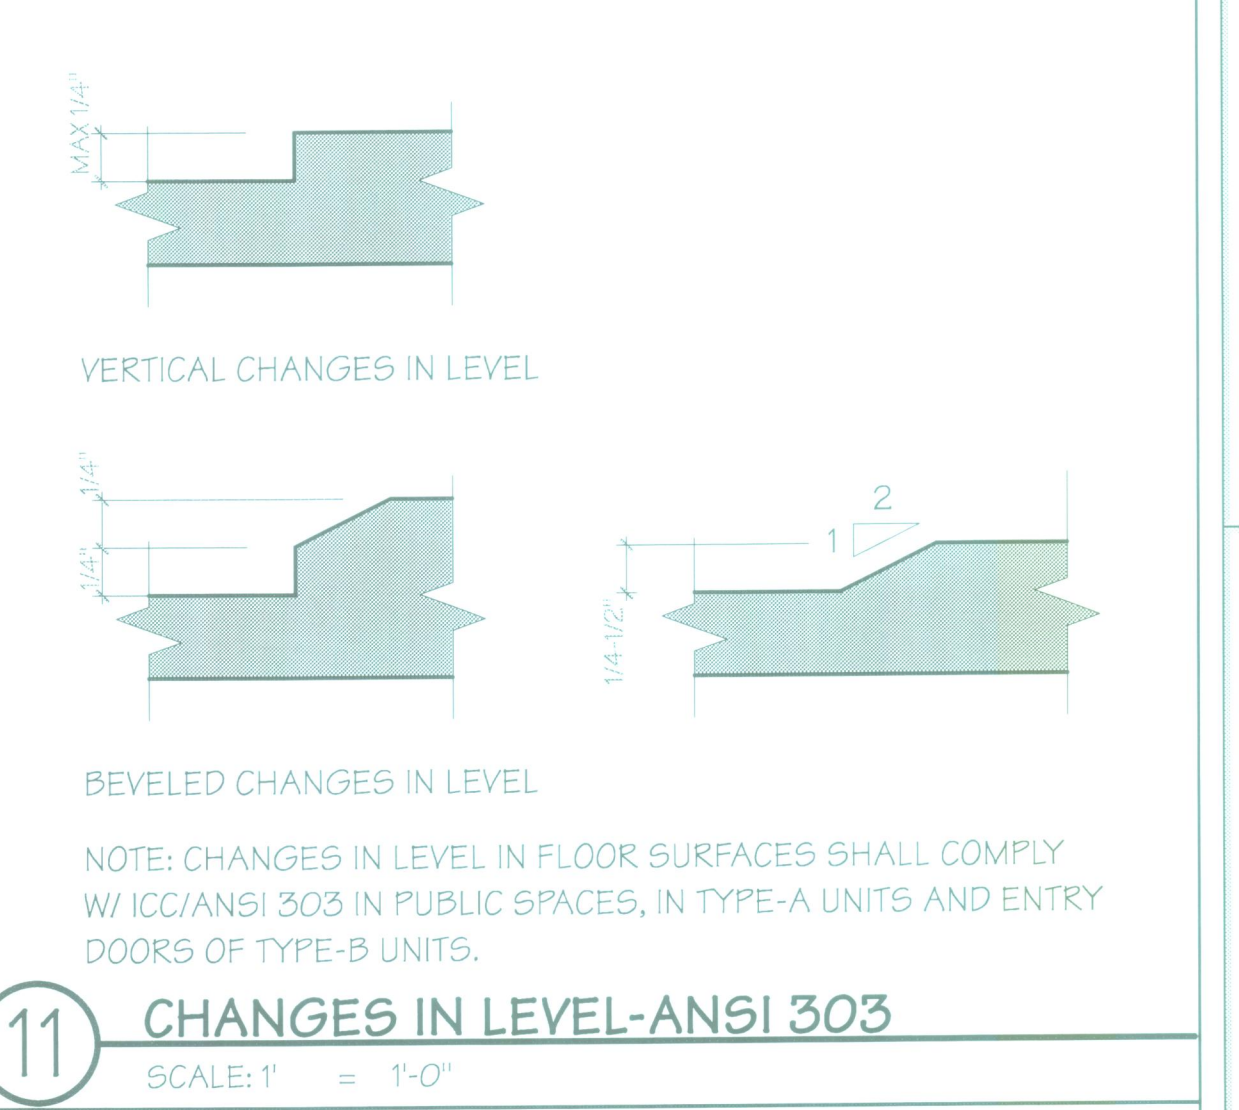 MAX 1/4"
VERTICAL CHANGES IN LEVEL
1/4"
1/4"
2
1
1/4-1/2"
BEVELED CHANGES IN LEVEL
NOTE: CHANGES IN LEVEL IN FLOOR SURFACES SHALL COMPLY
W/ ICC/ANSI 303 IN PUBLIC SPACES, IN TYPE-A UNITS AND ENTRY
DOORS OF TYPE-B UNITS.
11
CHANGES IN LEVEL-ANSI 303
SCALE: 1' = 1'-0"